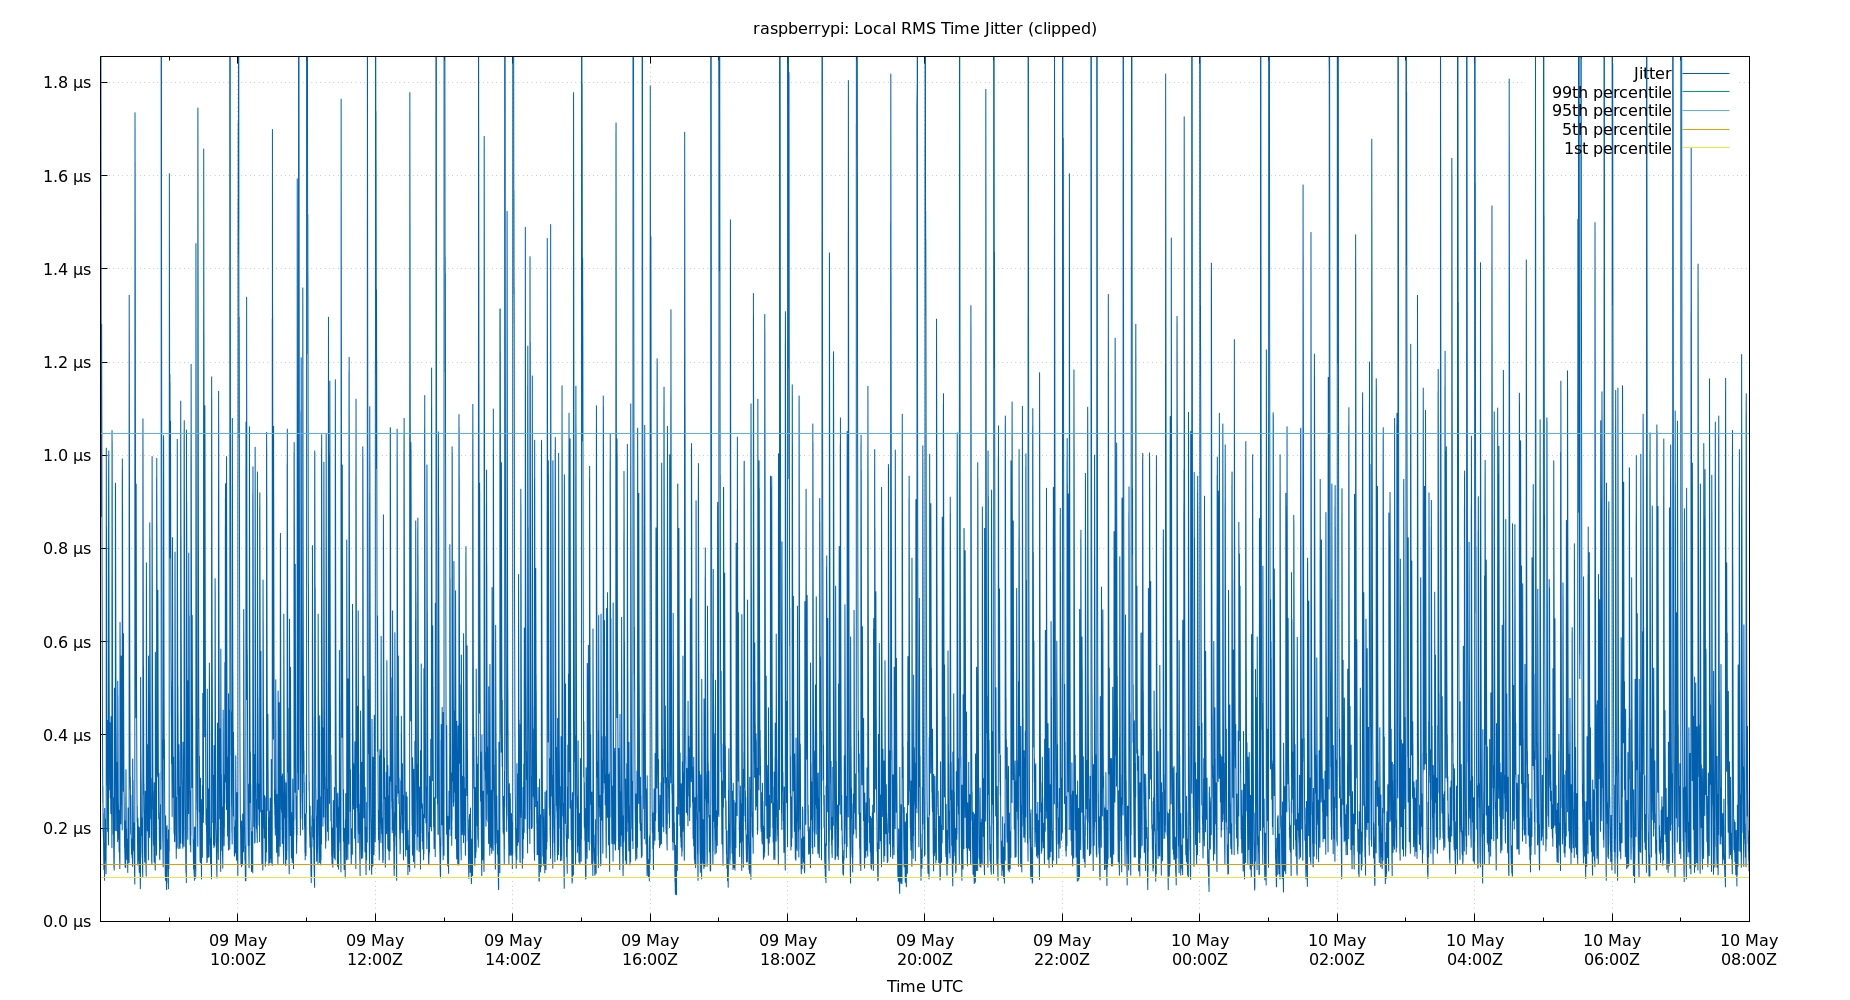 raspberrypi: Local RMS Time Jitter (clipped)
1.8 µs
1.6 µs
1.4 µs
1.2 µs
1.0 µs
0.8 µs
0.6 µs
0.4 µs
0.2 µs
0.0 µs
Jitter
99th percentile
95th percentile
5th percentile
1st percentile
09 May 09 May 09 May 09 May 09 May 09 May 09 May 10 May 10 May 10 May 10 May 10 May
10:00Z 12:00Z 14:00Z 16:00Z 18:00Z 20:00Z 22:00Z 00:00Z 02:00Z 04:00Z 06:00Z 08:00Z
Time UTC